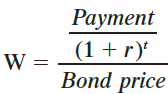 Payment
(1 + r)^t
W =
Bond price